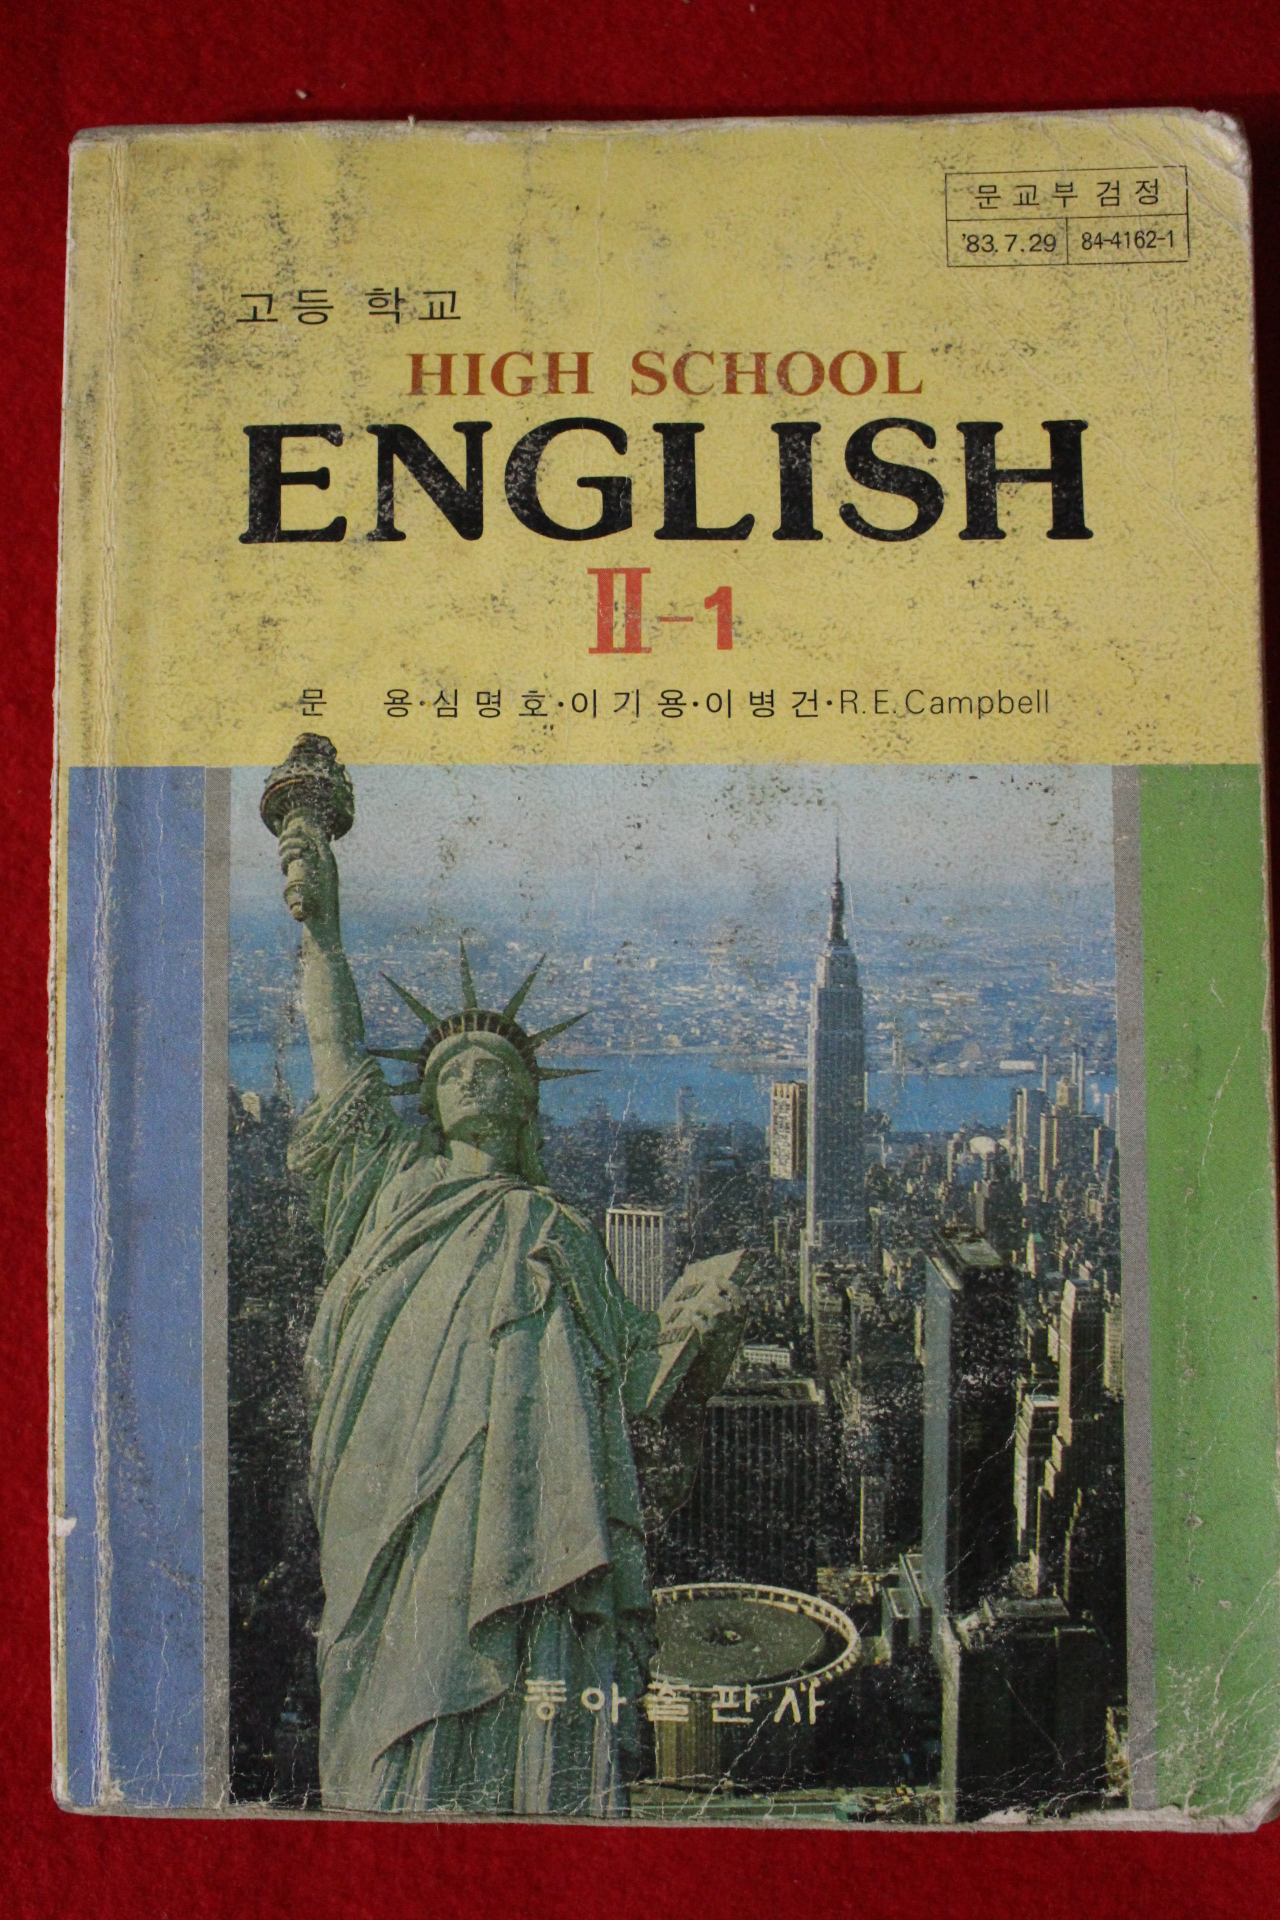 문교부 검정
'83. 7. 29 84-4162-1
고등 학교
HIGH SCHOOL
ENGLISH
II-1
문 용·심명호·이기용·이병건·R.E. Campbell
동아출판사